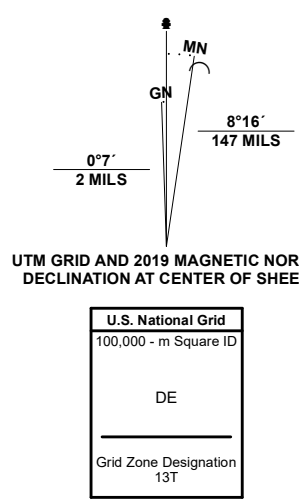 MN
GN
8°16´
147 MILS
0°7´
2 MILS
UTM GRID AND 2019 MAGNETIC NOR
DECLINATION AT CENTER OF SHEE
U.S. National Grid
100,000 - m Square ID
DE
Grid Zone Designation
13T